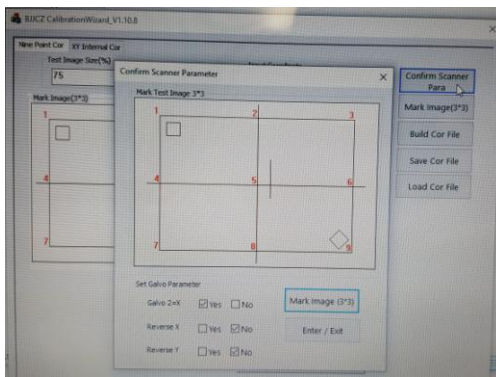 BJJCZ CalibrationWizard_V1.10.8
Nine Point Cor XY Internal Cor
Test Image Size(%)
75
Mark Image(3*3)
1
4
7
Confirm Scanner Parameter
Mark Test Image 3*3
1 2 3
4 5 6
7 8 9
Set Galvo Parameter
Galvo 2=X Yes No
Reverse X Yes No
Reverse Y Yes No
Mark image (3*3)
Enter / Exit
Confirm Scanner
Para
Mark image(3*3)
Build Cor File
Save Cor File
Load Cor File